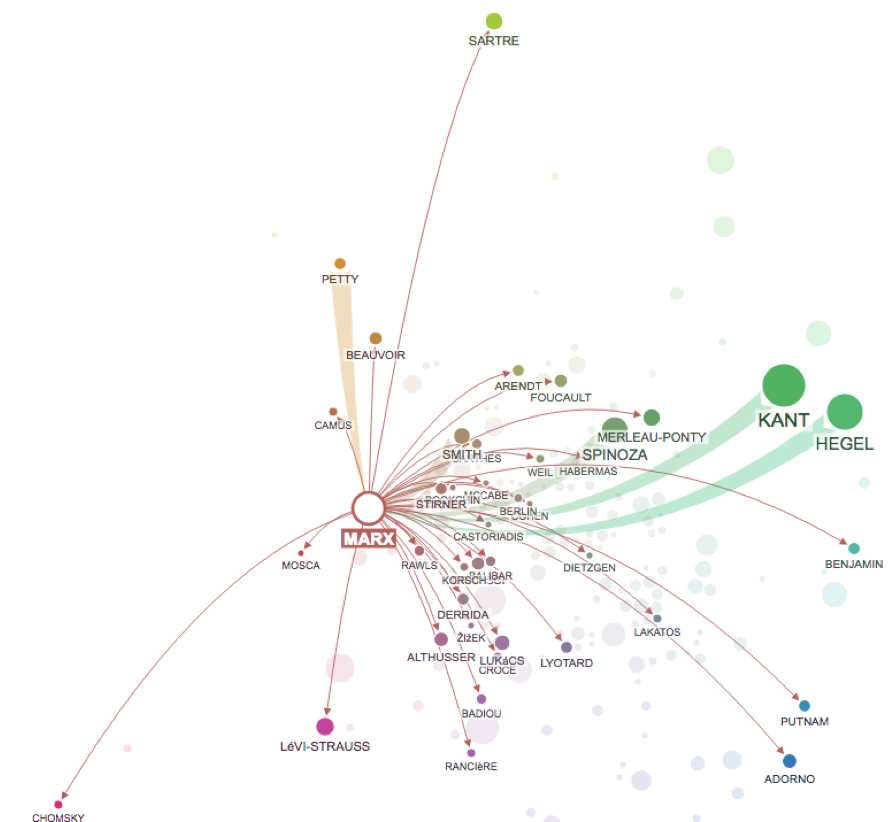 SARTRE
PETTY
BEAUVOIR
ARENDT
FOUCAULT
CAMUS
KANT
MERLEAU-PONTY
HEGEL
SMITH
SPINOZA
WEIL
HABERMAS
MCCABE
STIRNER
BERLIN
MARX
CASTORIADIS
MOSCA
RAWLS
DIETZGEN
BENJAMIN
BALIBAR
KORSCH
DERRIDA
LAKATOS
ŽIžEK
ALTHUSSER
LUKáCS
CROCE
LYOTARD
BADIOU
PUTNAM
LéVI-STRAUSS
RANCIèRE
ADORNO
CHOMSKY